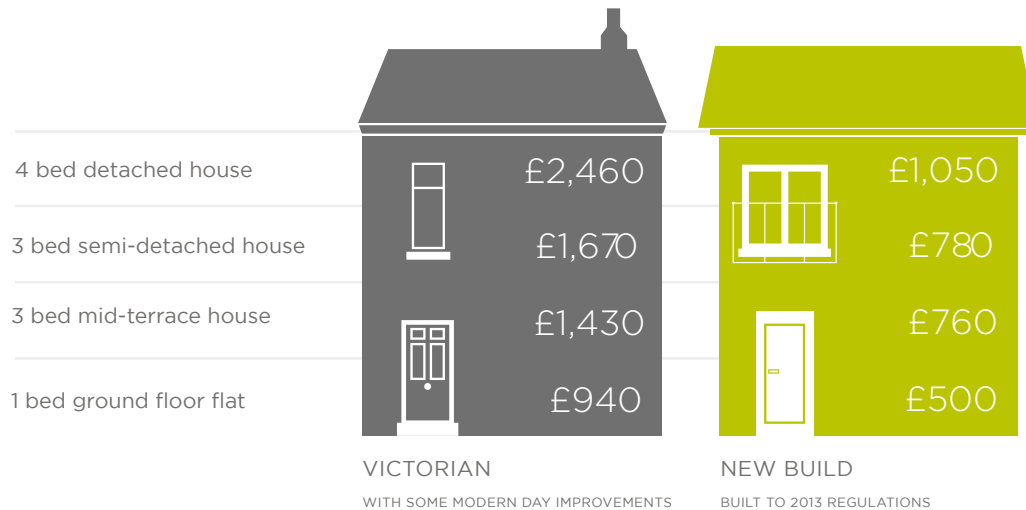 4 bed detached house £2,460 £1,050
3 bed semi-detached house £1,670 £780
3 bed mid-terrace house £1,430 £760
1 bed ground floor flat £940 £500
VICTORIAN NEW BUILD
WITH SOME MODERN DAY IMPROVEMENTS BUILT TO 2013 REGULATIONS